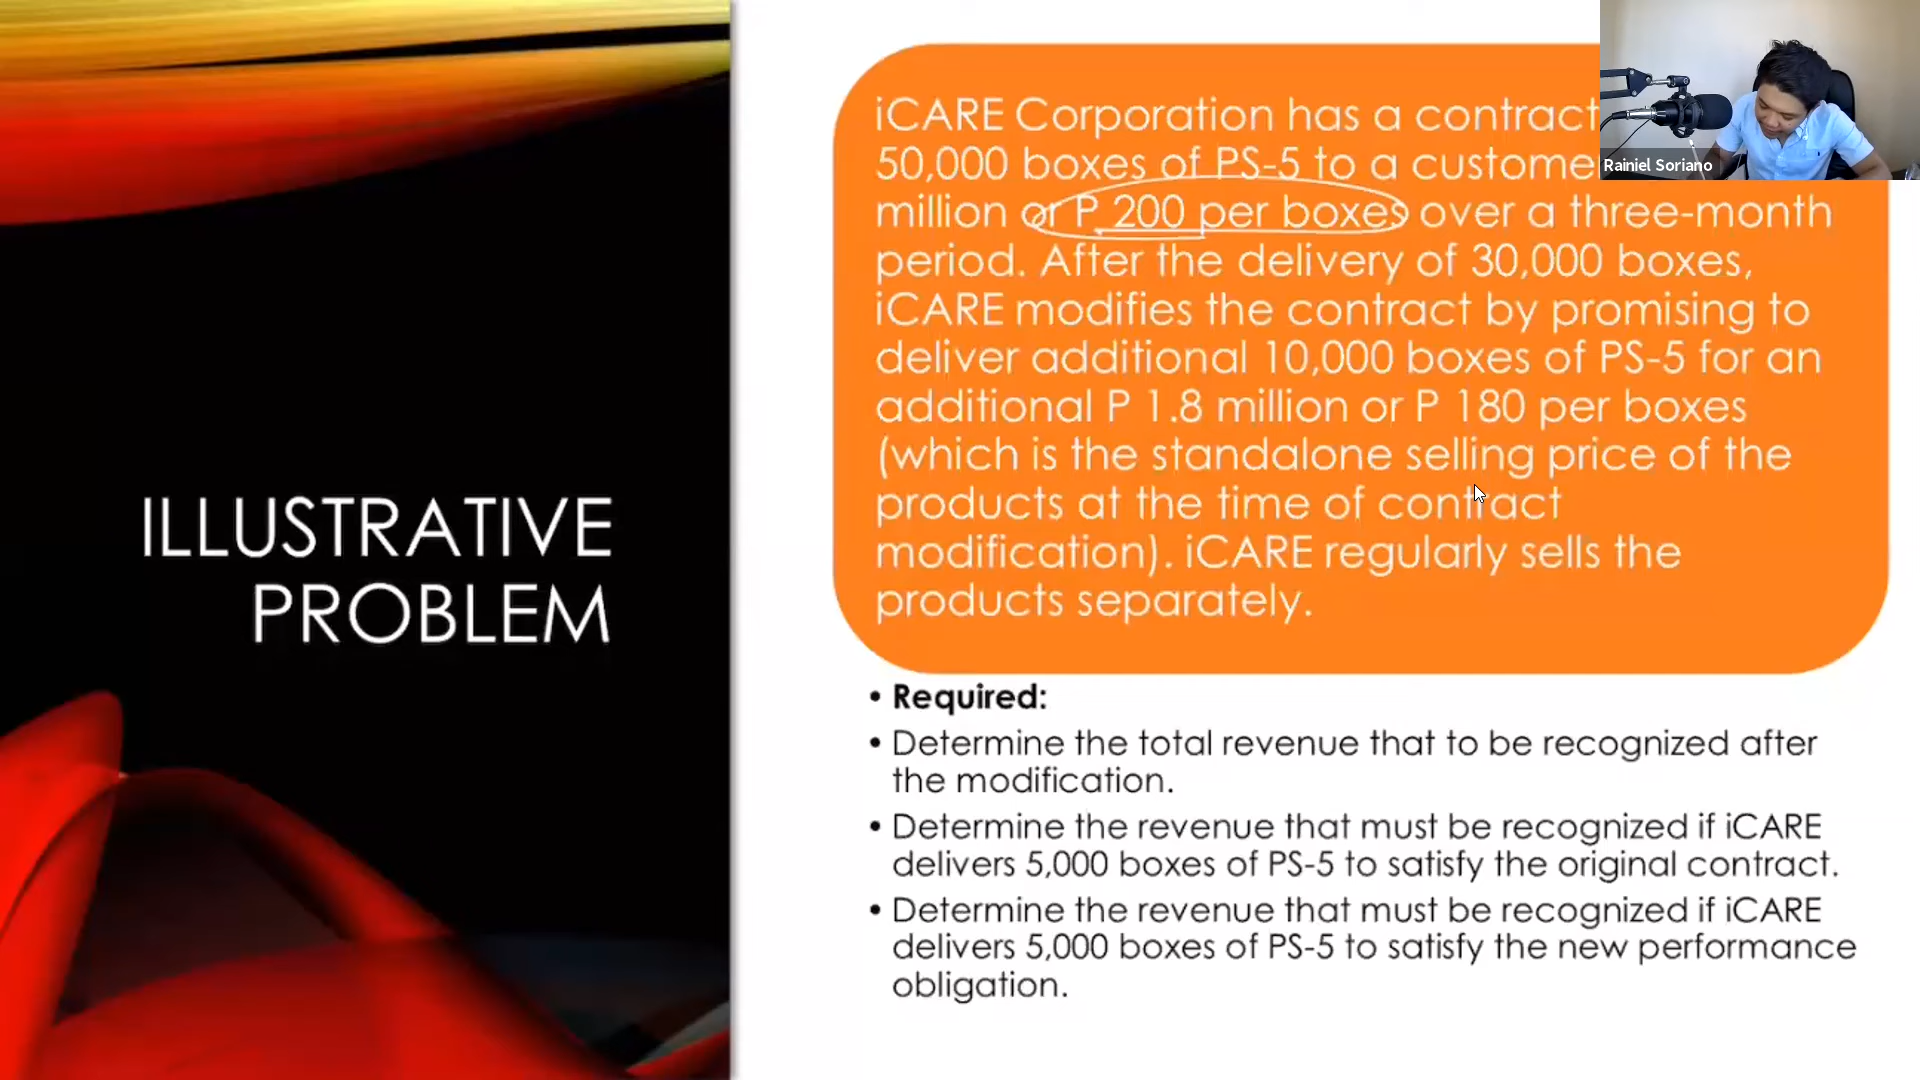 ILLUSTRATIVE
PROBLEM
iCARE Corporation has a contract
50,000 boxes of PS-5 to a custome
million or P 200 per boxes over a three-month
period. After the delivery of 30,000 boxes,
iCARE modifies the contract by promising to
deliver additional 10,000 boxes of PS-5 for an
additional P 1.8 million or P 180 per boxes
(which is the standalone selling price of the
products at the time of contract
modification). iCARE regularly sells the
products separately.
• Required:
• Determine the total revenue that to be recognized after
the modification.
• Determine the revenue that must be recognized if iCARE
delivers 5,000 boxes of PS-5 to satisfy the original contract.
• Determine the revenue that must be recognized if iCARE
delivers 5,000 boxes of PS-5 to satisfy the new performance
obligation.
Rainiel Soriano